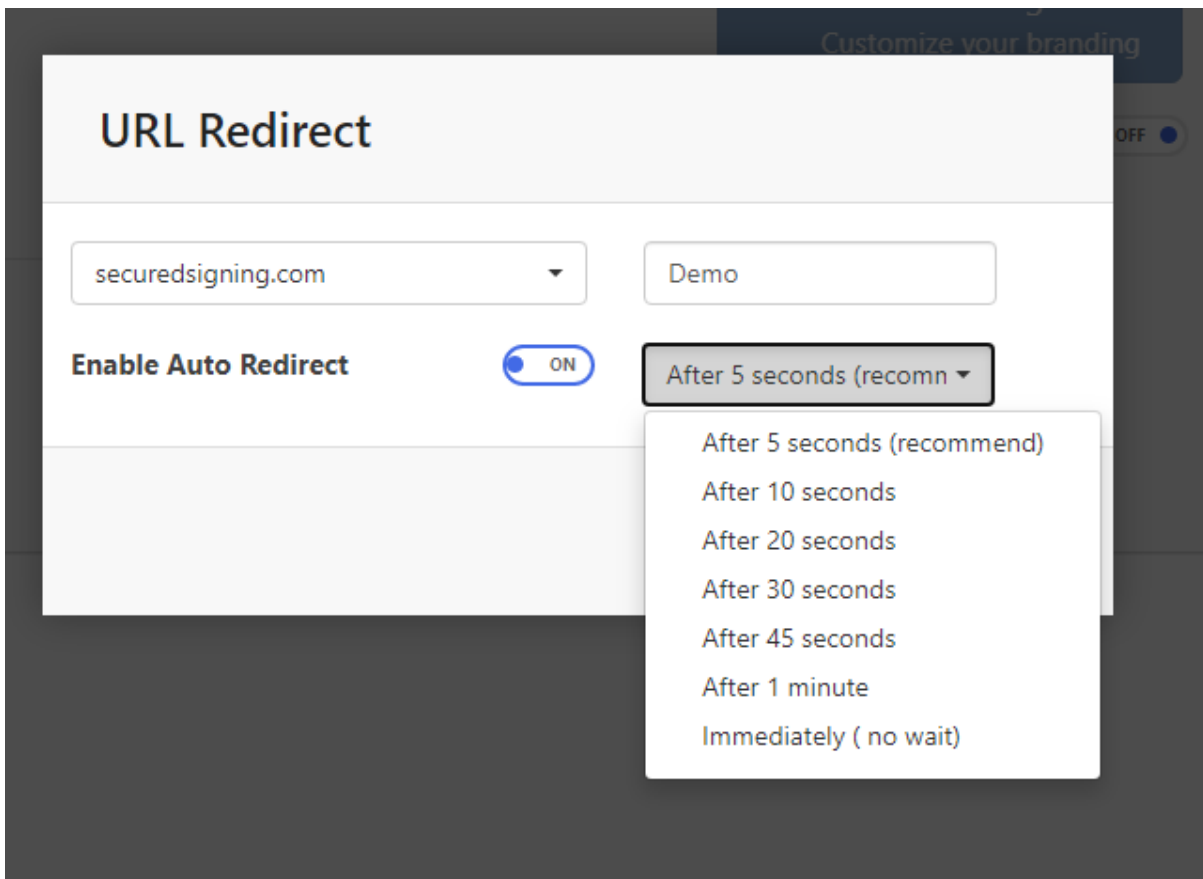 Customize your branding
URL Redirect
OFF
securedsigning.com
Demo
Enable Auto Redirect
ON
After 5 seconds (recomn
After 5 seconds (recommend)
After 10 seconds
After 20 seconds
After 30 seconds
After 45 seconds
After 1 minute
Immediately ( no wait)